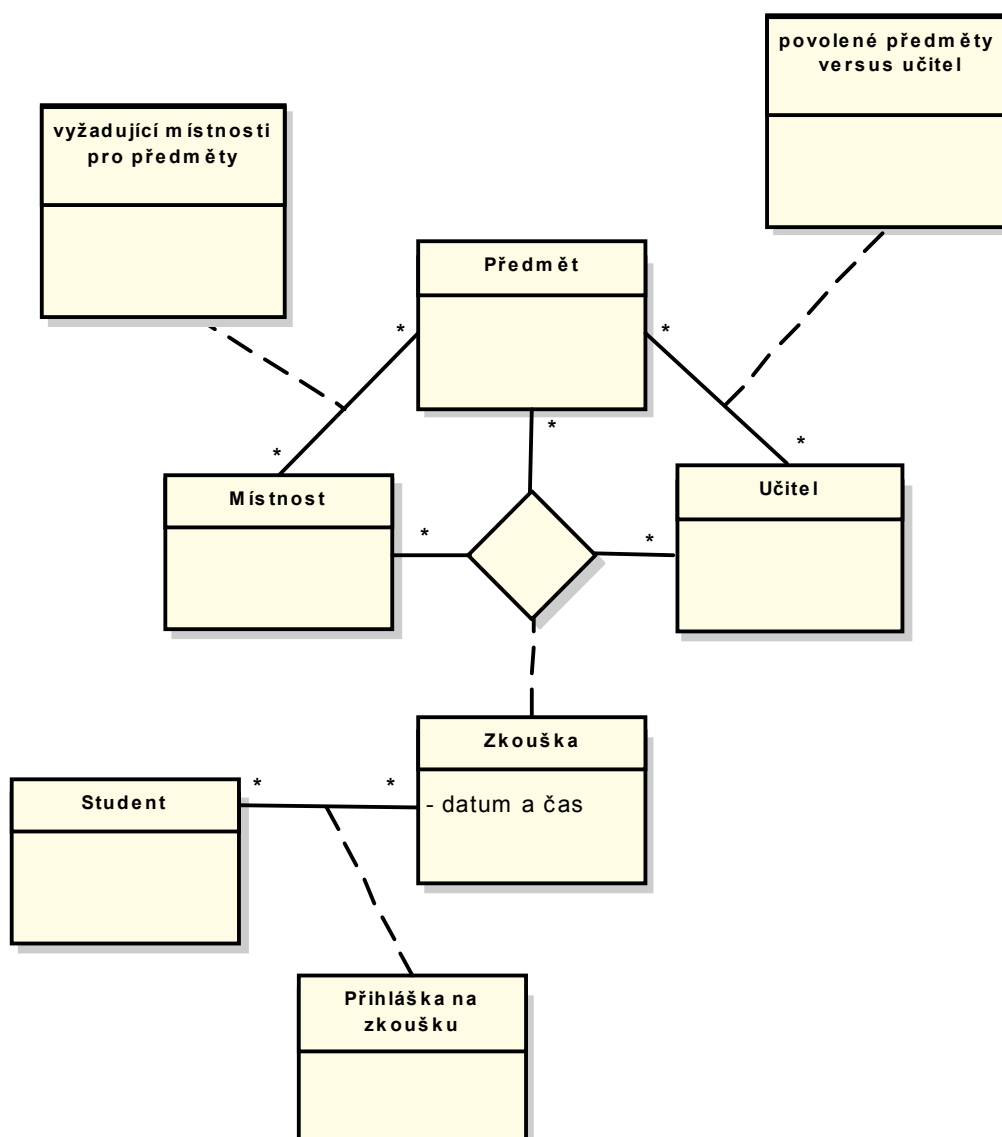 povolené předměty
versus učitel
vyžadující místnosti
pro předměty
Předmět
*
*
*
*
*
Místnost
Učitel
*
*
Zkouška
- datum a čas
Student
*
*
Přihláška na
zkoušku